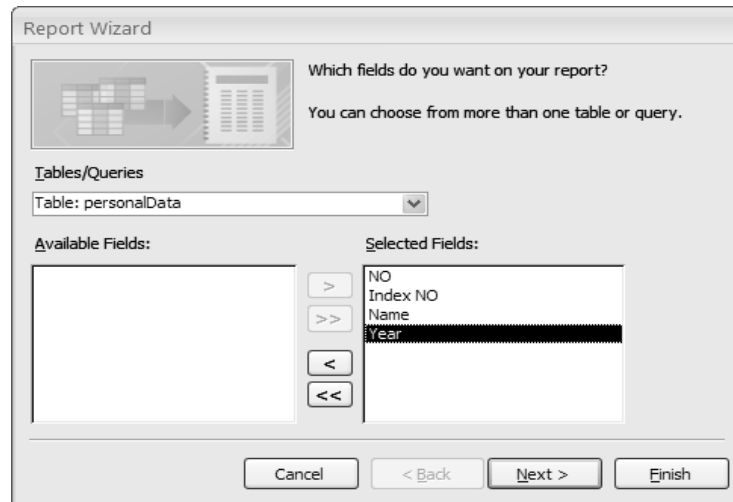 Report Wizard
Which fields do you want on your report?
You can choose from more than one table or query.
Tables/Queries
Table: personalData
Available Fields:
Selected Fields:
NO
Index NO
Name
Year
>
>>
<
<<
Cancel
< Back
Next >
Finish